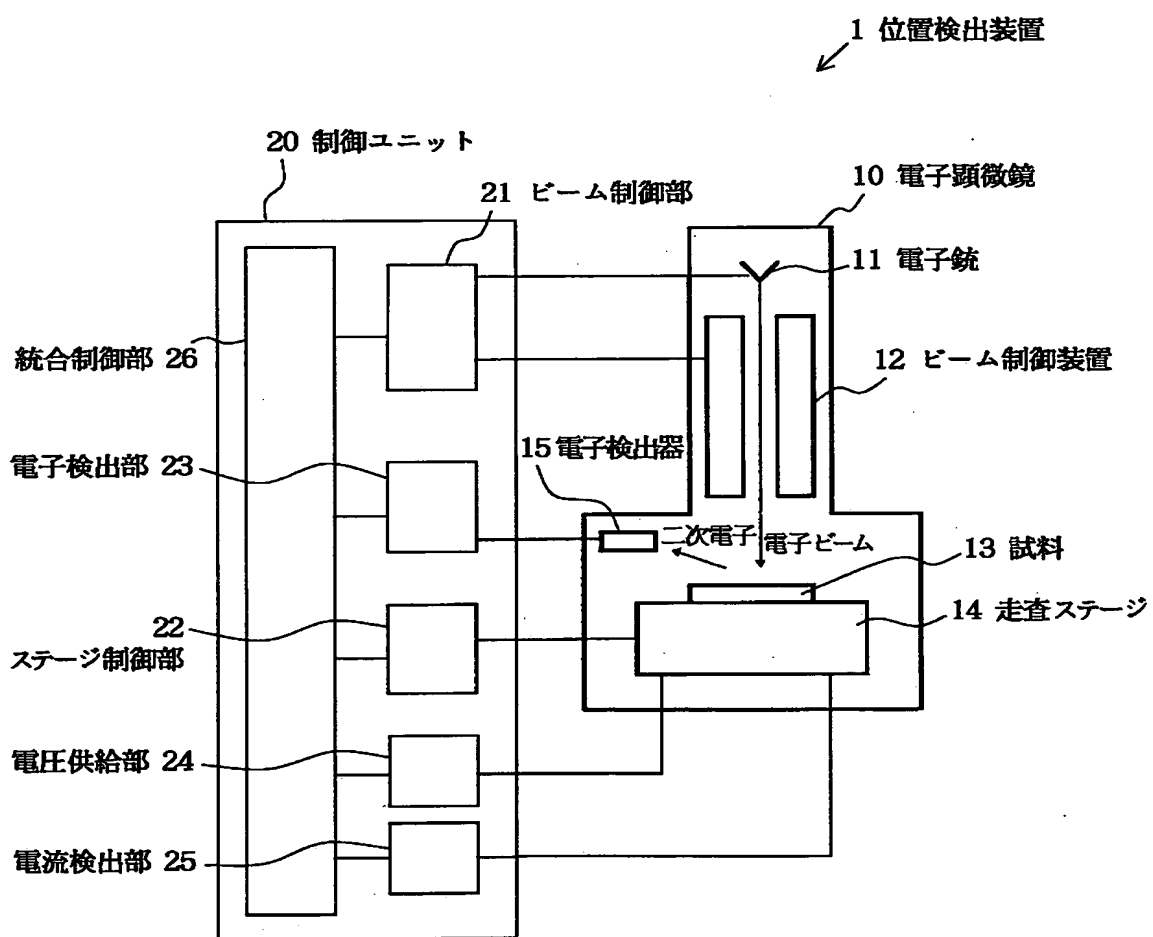 1 位置検出装置
20 制御ユニット
21 ビーム制御部
10 電子顕微鏡
11 電子銃
統合制御部 26
12 ビーム制御装置
電子検出部 23
15 電子検出器
二次電子
電子ビーム
13 試料
14 走査ステージ
22
ステージ制御部
電圧供給部 24
電流検出部 25